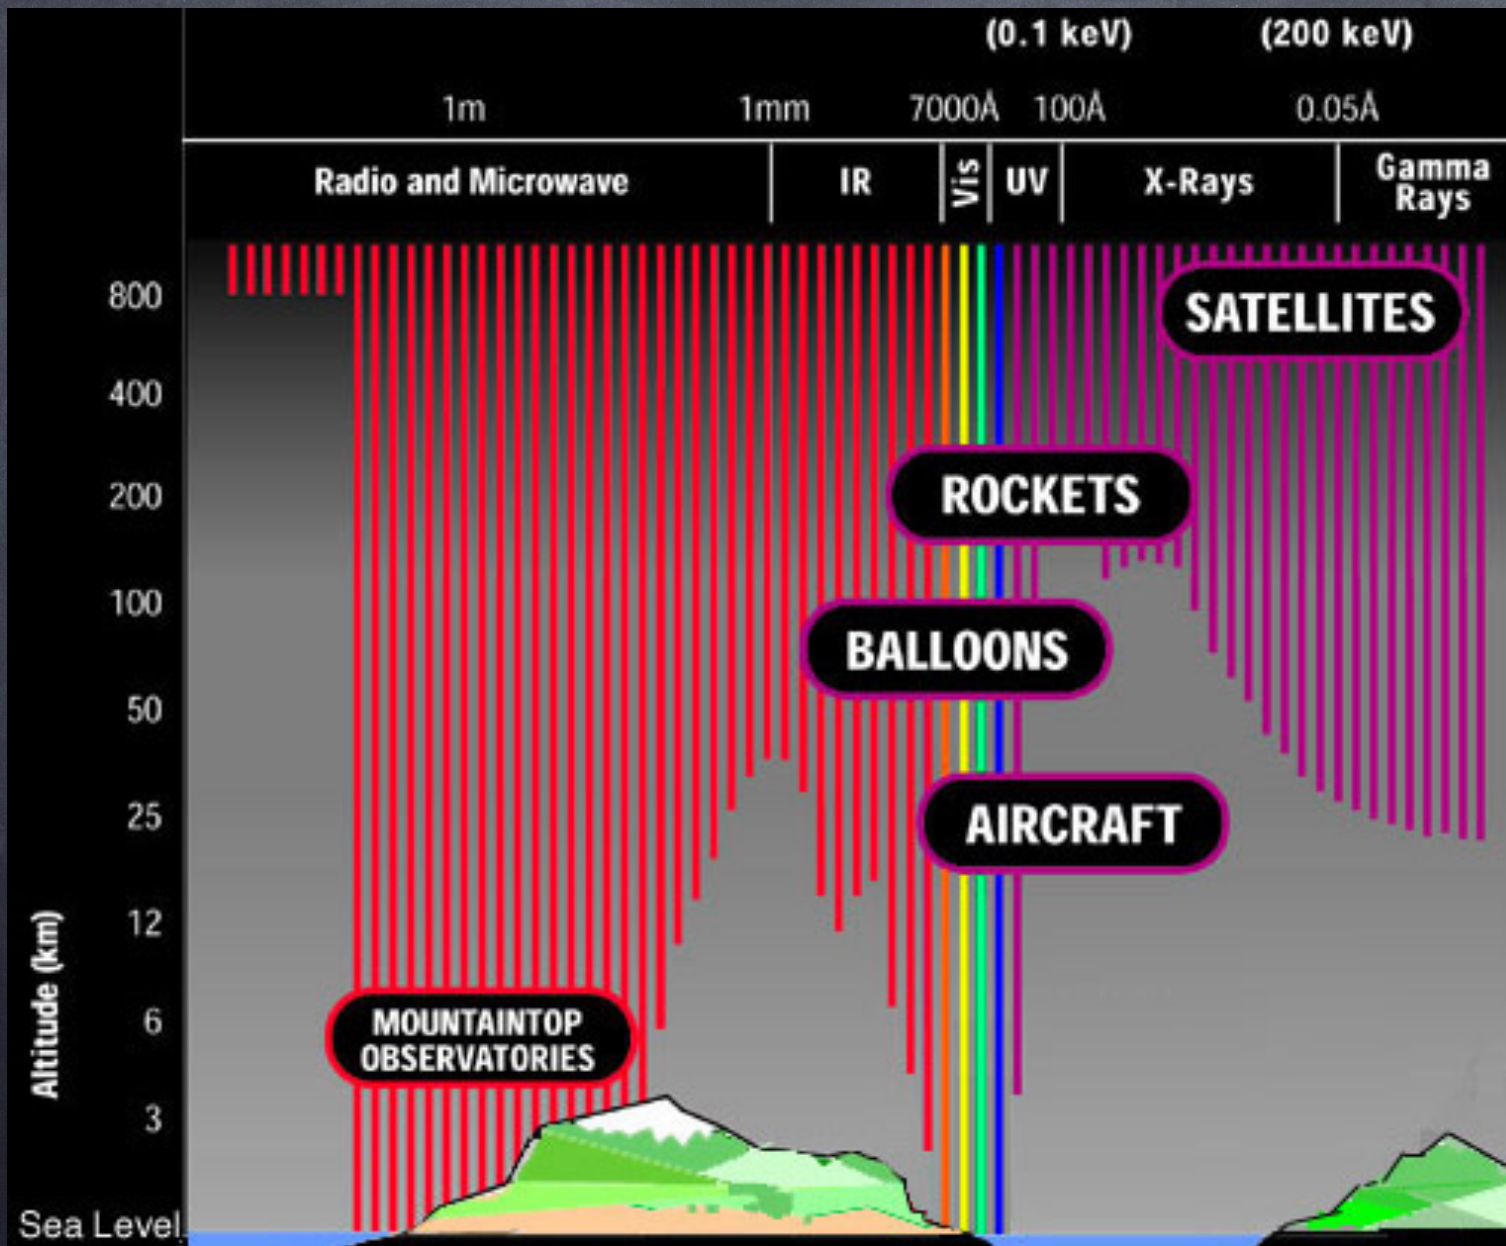 (0.1 keV) (200 keV)
1m 1mm 7000Å 100Å 0.05Å
Radio and Microwave IR Vis UV X-Rays Gamma
Rays
800
SATELLITES
400
200
ROCKETS
100
BALLOONS
50
25
AIRCRAFT
12
Altitude (km)
6
MOUNTAINTOP
OBSERVATORIES
3
Sea Level